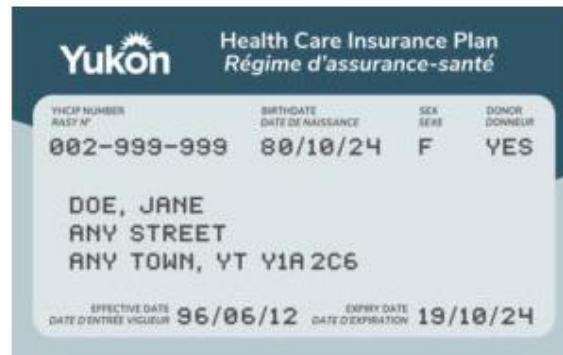 Yukon
Health Care Insurance Plan
Régime d'assurance-santé
YHCIP NUMBER BIRTHDATE SEX DONOR
RASY Nº DATE DE NAISSANCE SEXE DONNEUR
002-999-999 80/10/24 F YES
DOE, JANE
ANY STREET
ANY TOWN, YT Y1A 2C6
EFFECTIVE DATE EXPIRY DATE
DATE D'ENTRÉE VIGUEUR 96/06/12 DATE D'EXPIRATION 19/10/24